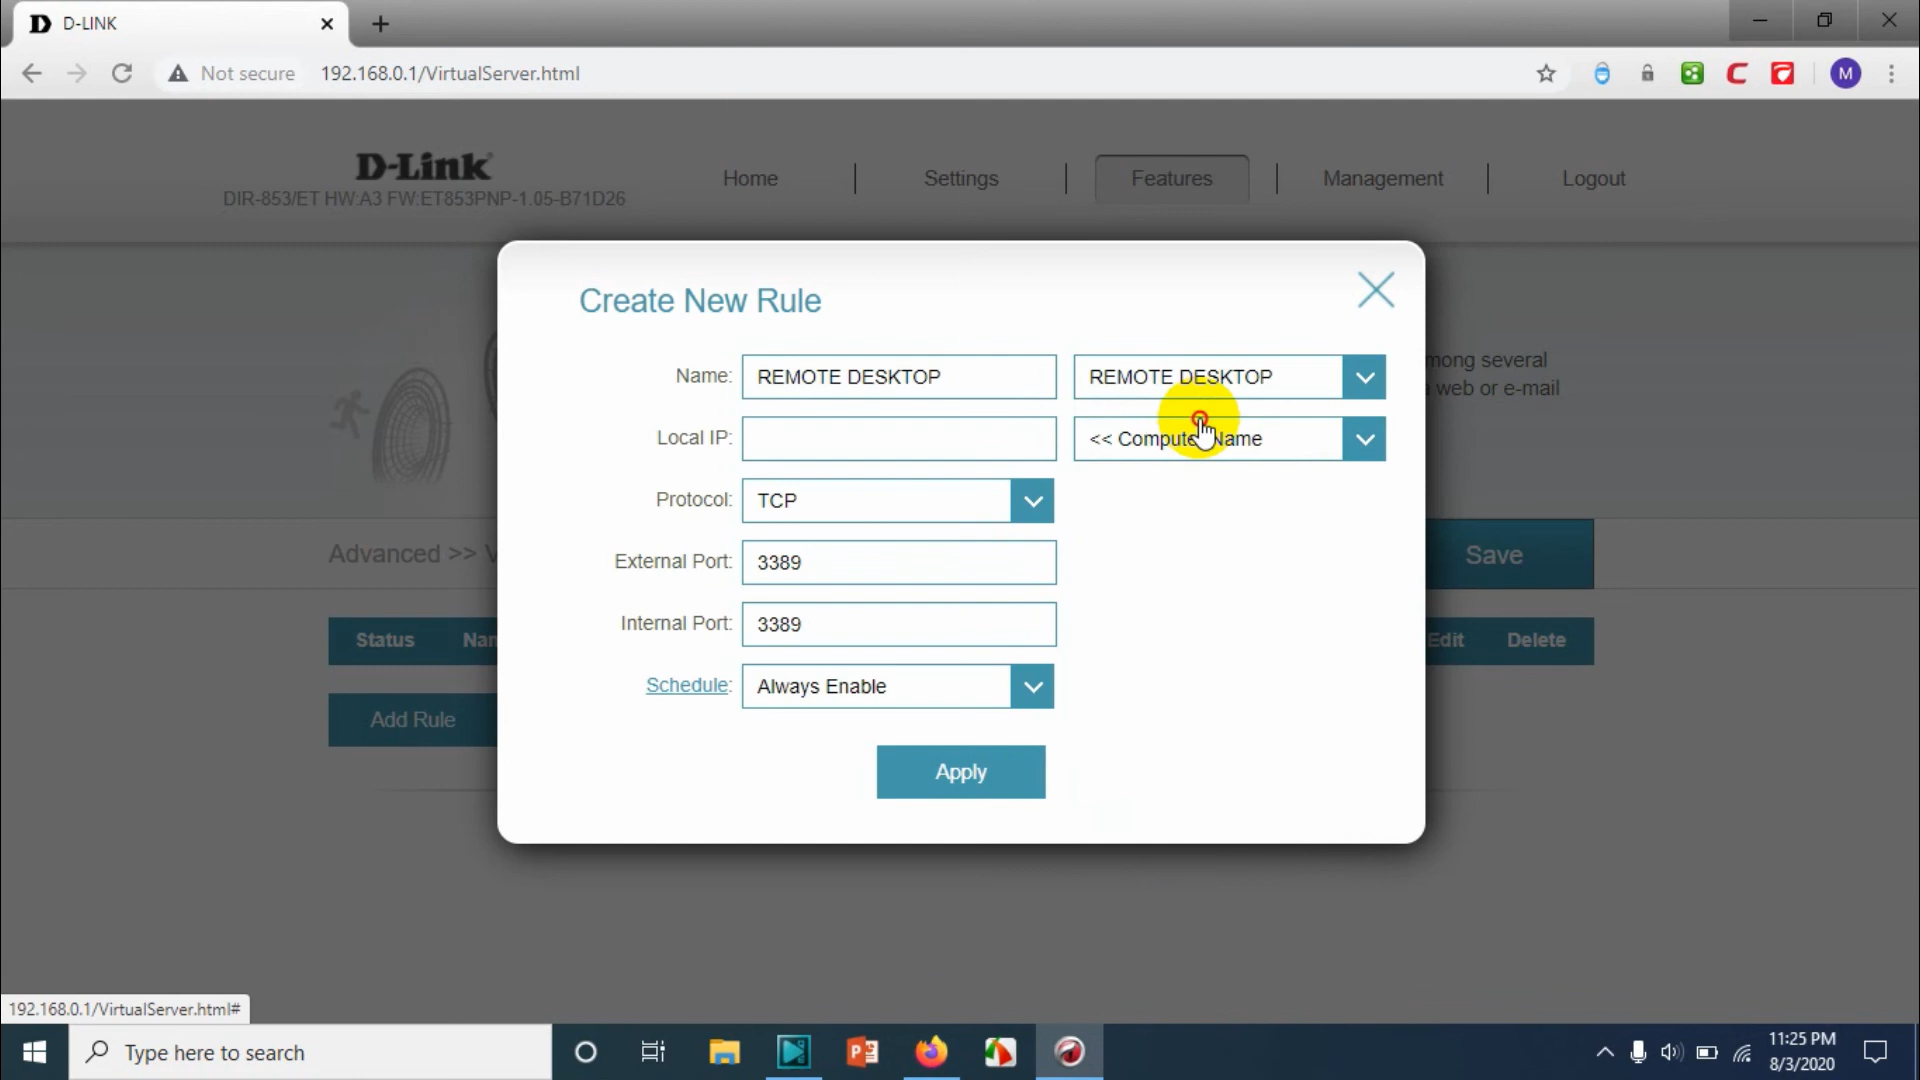 D D-LINK
Not secure 192.168.0.1/VirtualServer.html
M
D-Link
DIR-853/ET HW:A3 FW:ET853PNP-1.05-B71D26
Home Settings Features Management Logout
Create New Rule
Name: REMOTE DESKTOP REMOTE DESKTOP
mong several
web or e-mail
Local IP: << Computer Name
Protocol: TCP
Advanced >> V
Save
External Port: 3389
Internal Port: 3389
Status Nam Edit Delete
Schedule: Always Enable
Add Rule
Apply
192.168.0.1/VirtualServer.html#
Type here to search
11:25 PM
8/3/2020